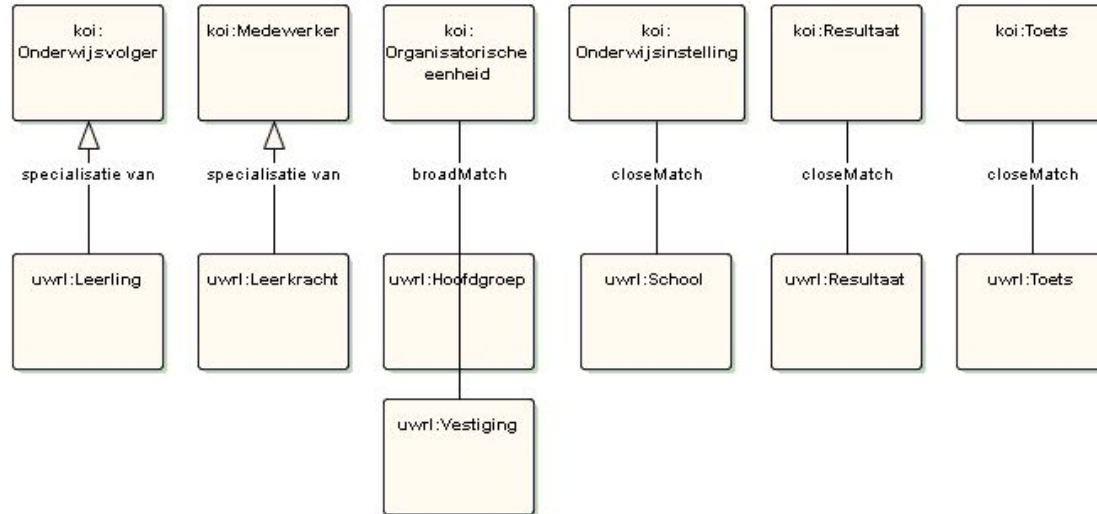 koi:
Onderwijsvolger
koi:Medewerker
koi:
Organisatorische
eenheid
koi:
Onderwijsinstelling
koi:Resultaat
koi:Toets
specialisatie van
specialisatie van
broadMatch
closeMatch
closeMatch
closeMatch
uwrl:Leerling
uwrl:Leerkracht
uwrl:Hoofdgroep
uwrl:School
uwrl:Resultaat
uwrl:Toets
uwrl:Vestiging